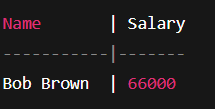 Name       | Salary
-----------|-------
Bob Brown  | 66000